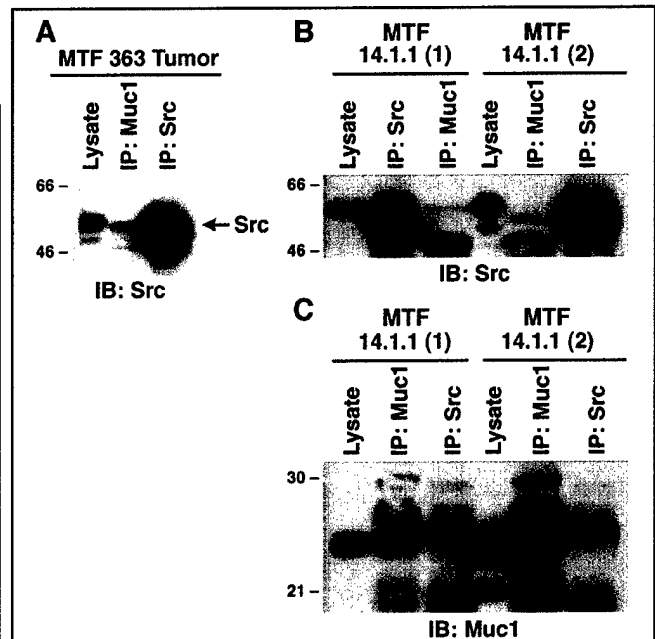 A
MTF 363 Tumor
Lysate
IP: Muc1
IP: Src
66 –
46 –
← Src
IB: Src
B
MTF
14.1.1 (1)
MTF
14.1.1 (2)
Lysate
IP: Src
IP: Muc1
Lysate
IP: Muc1
IP: Src
66 –
46 –
IB: Src
C
MTF
14.1.1 (1)
MTF
14.1.1 (2)
Lysate
IP: Muc1
IP: Src
Lysate
IP: Muc1
IP: Src
30 –
21 –
IB: Muc1